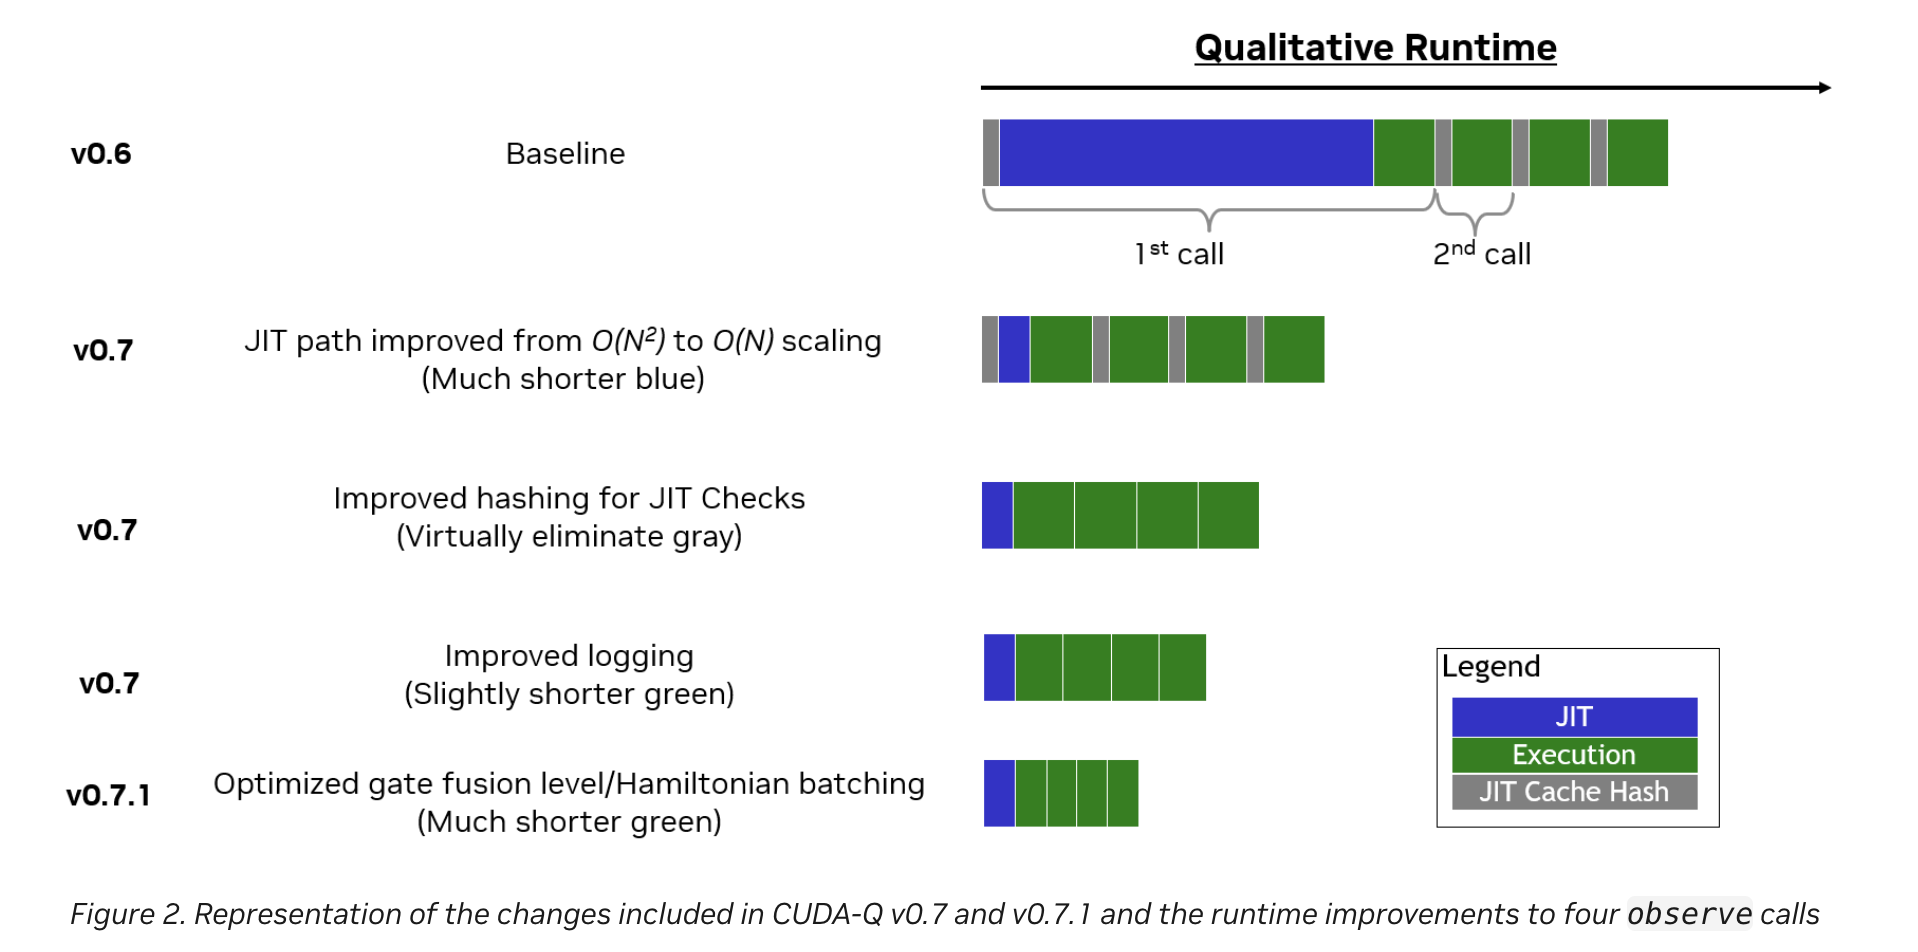 Qualitative Runtime
v0.6
Baseline
1st call
2nd call
v0.7
JIT path improved from O(N²) to O(N) scaling
(Much shorter blue)
v0.7
Improved hashing for JIT Checks
(Virtually eliminate gray)
v0.7
Improved logging
(Slightly shorter green)
Legend
JIT
Execution
JIT Cache Hash
v0.7.1
Optimized gate fusion level/Hamiltonian batching
(Much shorter green)
Figure 2. Representation of the changes included in CUDA-Q v0.7 and v0.7.1 and the runtime improvements to four observe calls